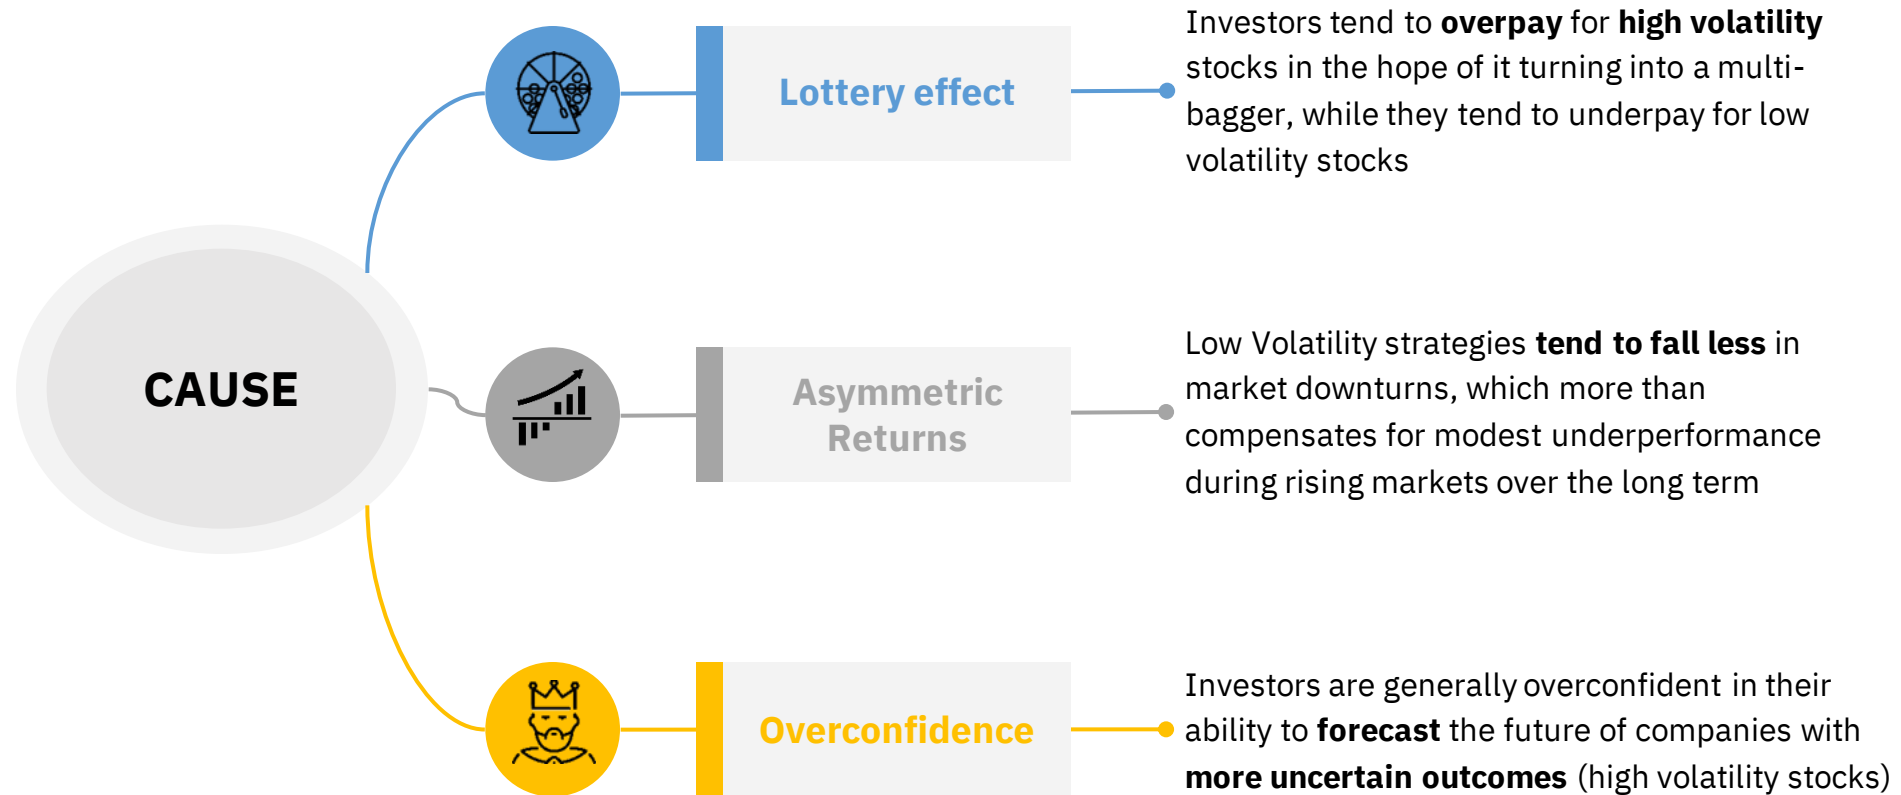 CAUSE
Lottery effect
Investors tend to overpay for high volatility
stocks in the hope of it turning into a multi-
bagger, while they tend to underpay for low
volatility stocks
Asymmetric
Returns
Low Volatility strategies tend to fall less in
market downturns, which more than
compensates for modest underperformance
during rising markets over the long term
Overconfidence
Investors are generally overconfident in their
ability to forecast the future of companies with
more uncertain outcomes (high volatility stocks)